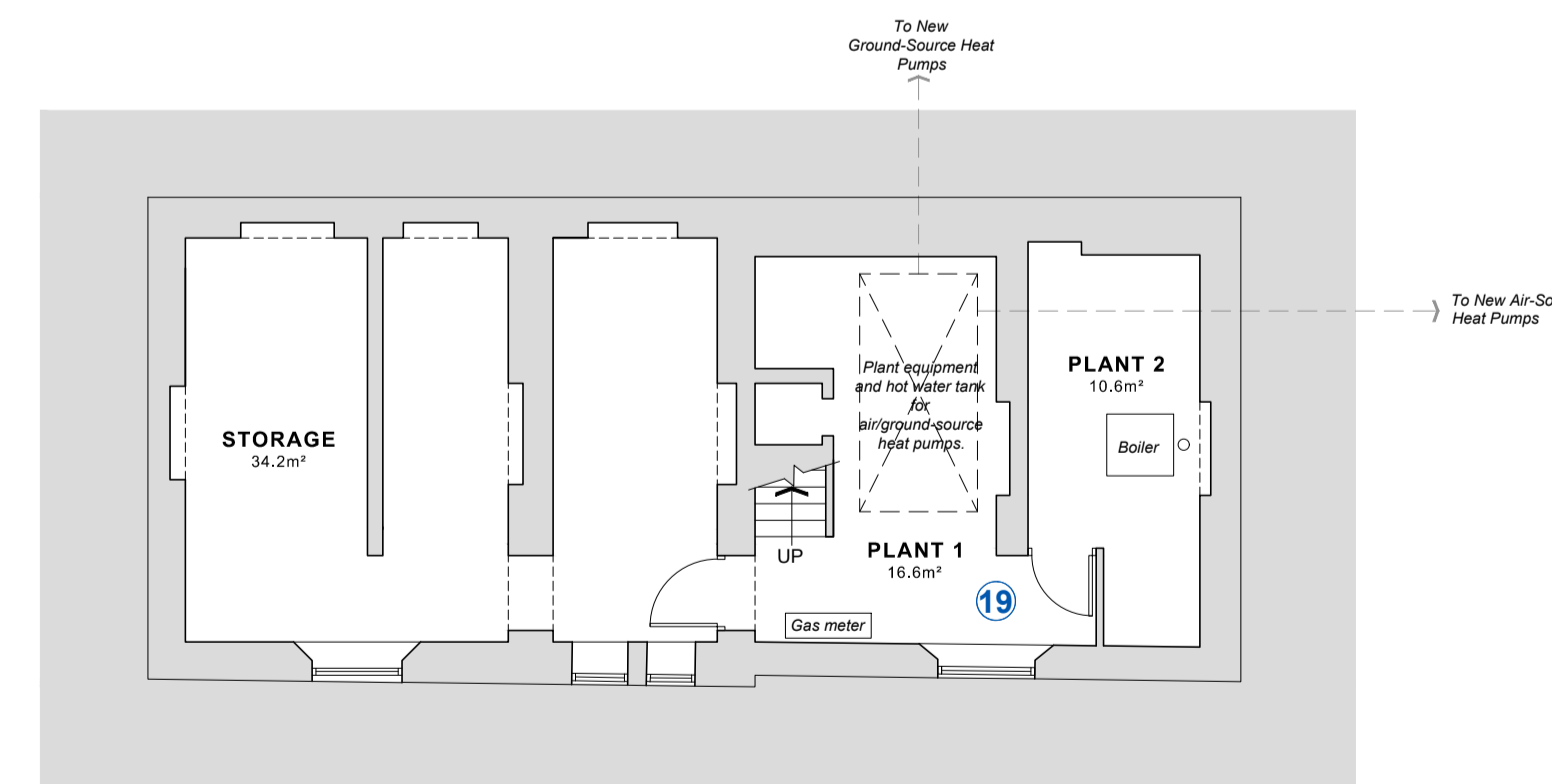 To New
Ground-Source Heat
Pumps
To New Air-So
Heat Pumps
PLANT 2
10.6m²
Plant equipment
and hot water tank
for
air/ground-source
heat pumps.
STORAGE
34.2m²
Boiler
UP
PLANT 1
16.6m²
19
Gas meter